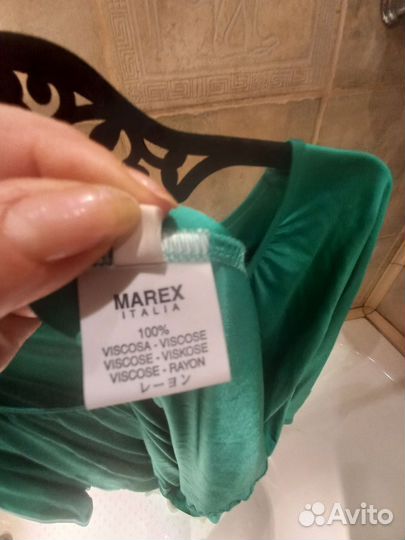 MAREX
ITALIA
100%
VISCOSA - VISCOSE
VISCOSE - VISKOSE
VISCOSE - RAYON
レーヨン
Avito